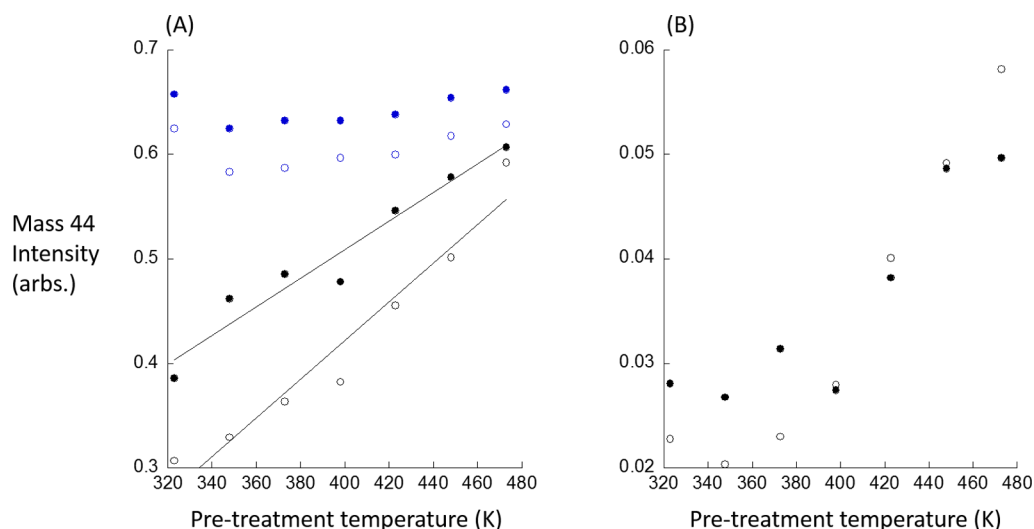 (A)
(B)
0.7
0.6
0.5
0.4
0.3
Mass 44
Intensity
(arbs.)
320 340 360 380 400 420 440 460 480
Pre-treatment temperature (K)
0.06
0.05
0.04
0.03
0.02
320 340 360 380 400 420 440 460 480
Pre-treatment temperature (K)